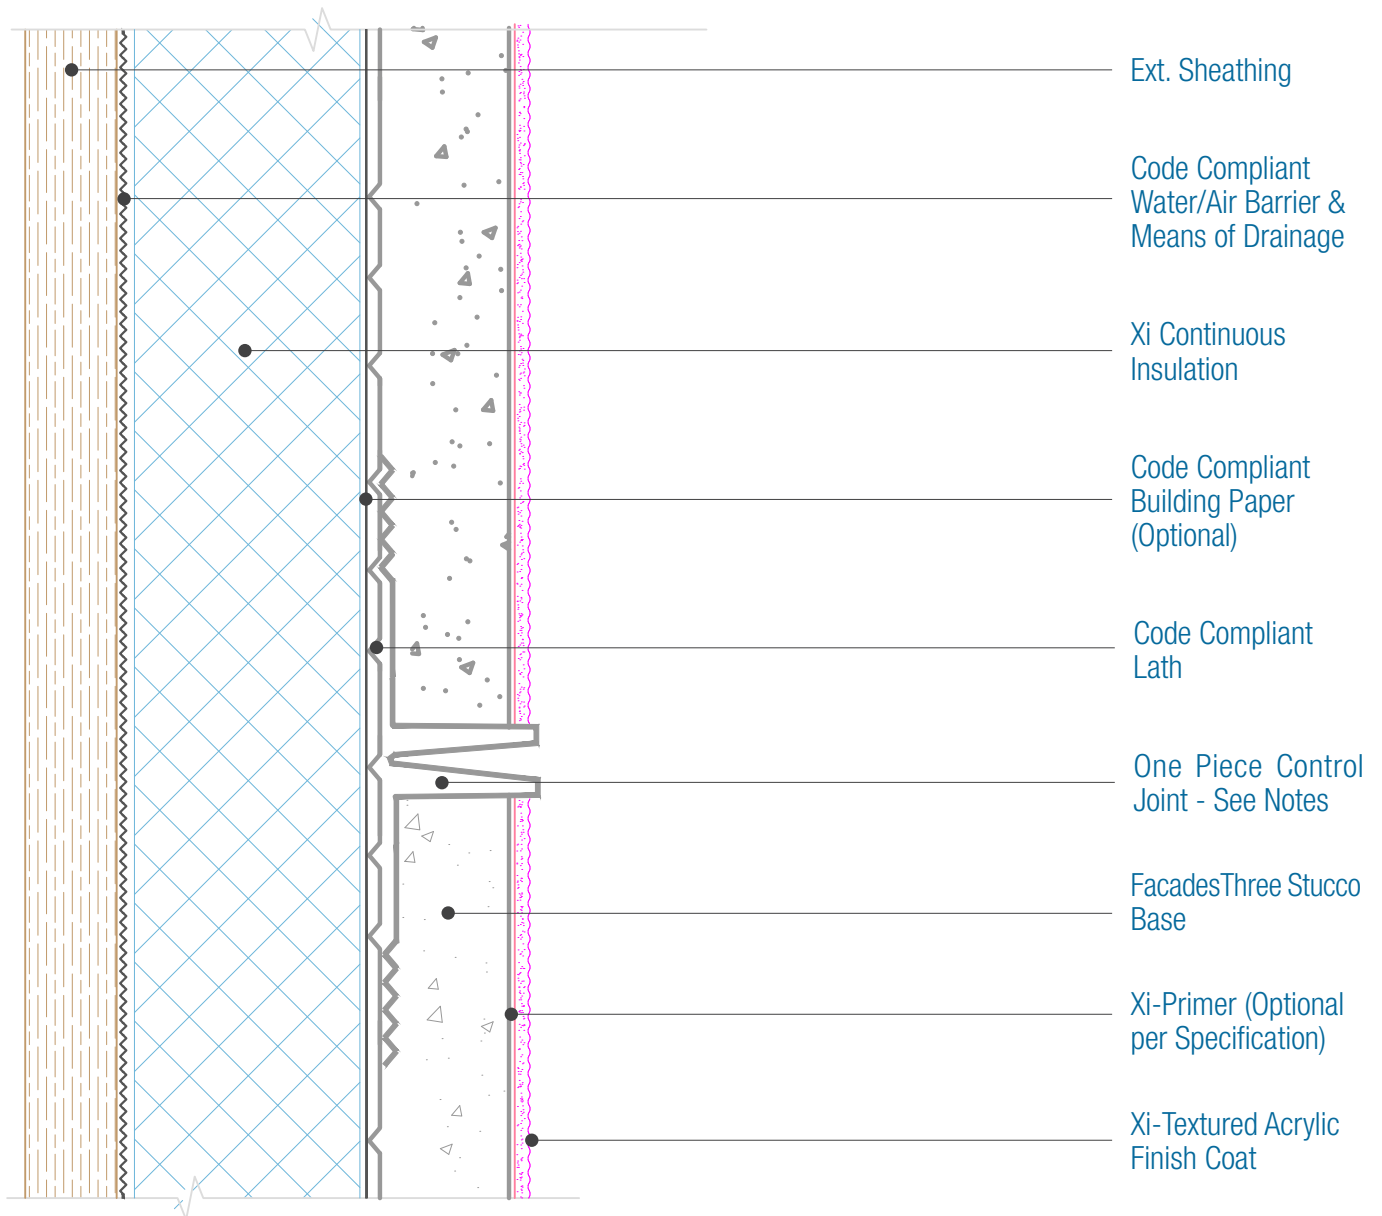 Ext. Sheathing
Code Compliant
Water/Air Barrier &
Means of Drainage
Xi Continuous
Insulation
Code Compliant
Building Paper
(Optional)
Code Compliant
Lath
One Piece Control
Joint - See Notes
FacadesThree Stucco
Base
Xi-Primer (Optional
per Specification)
Xi-Textured Acrylic
Finish Coat